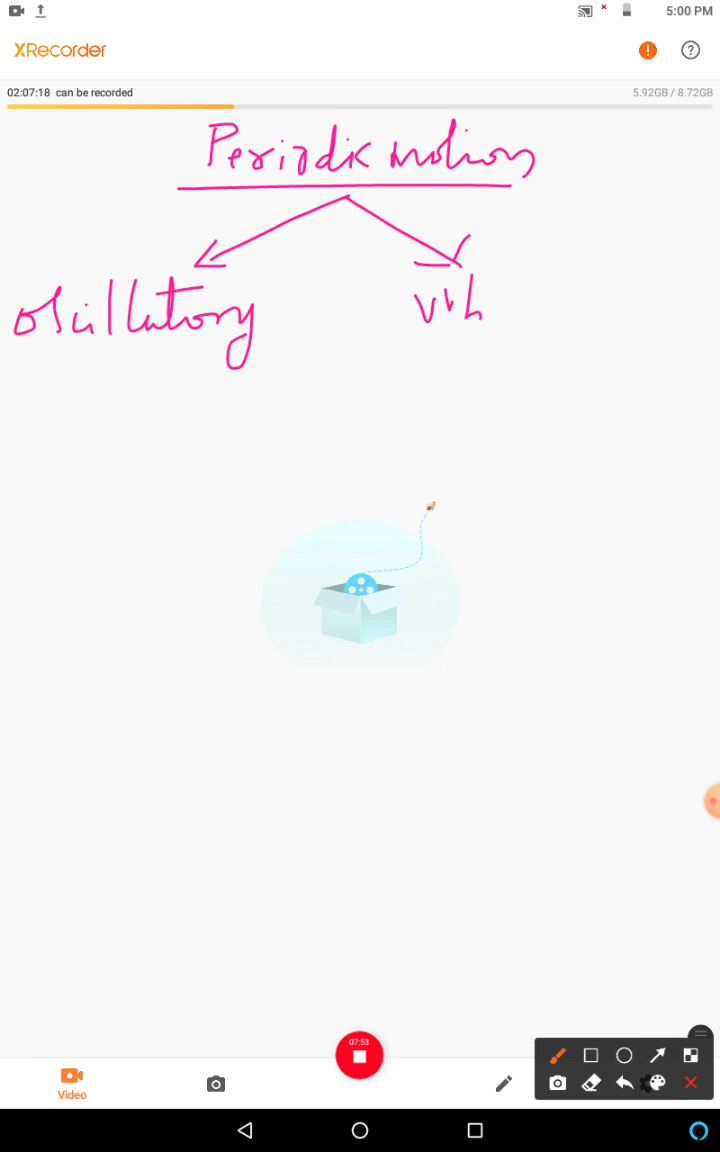 5:00 PM
XRecorder
02:07:18 can be recorded
5.92GB / 8.72GB
Periodic motion
oscillatory
07:53
Video